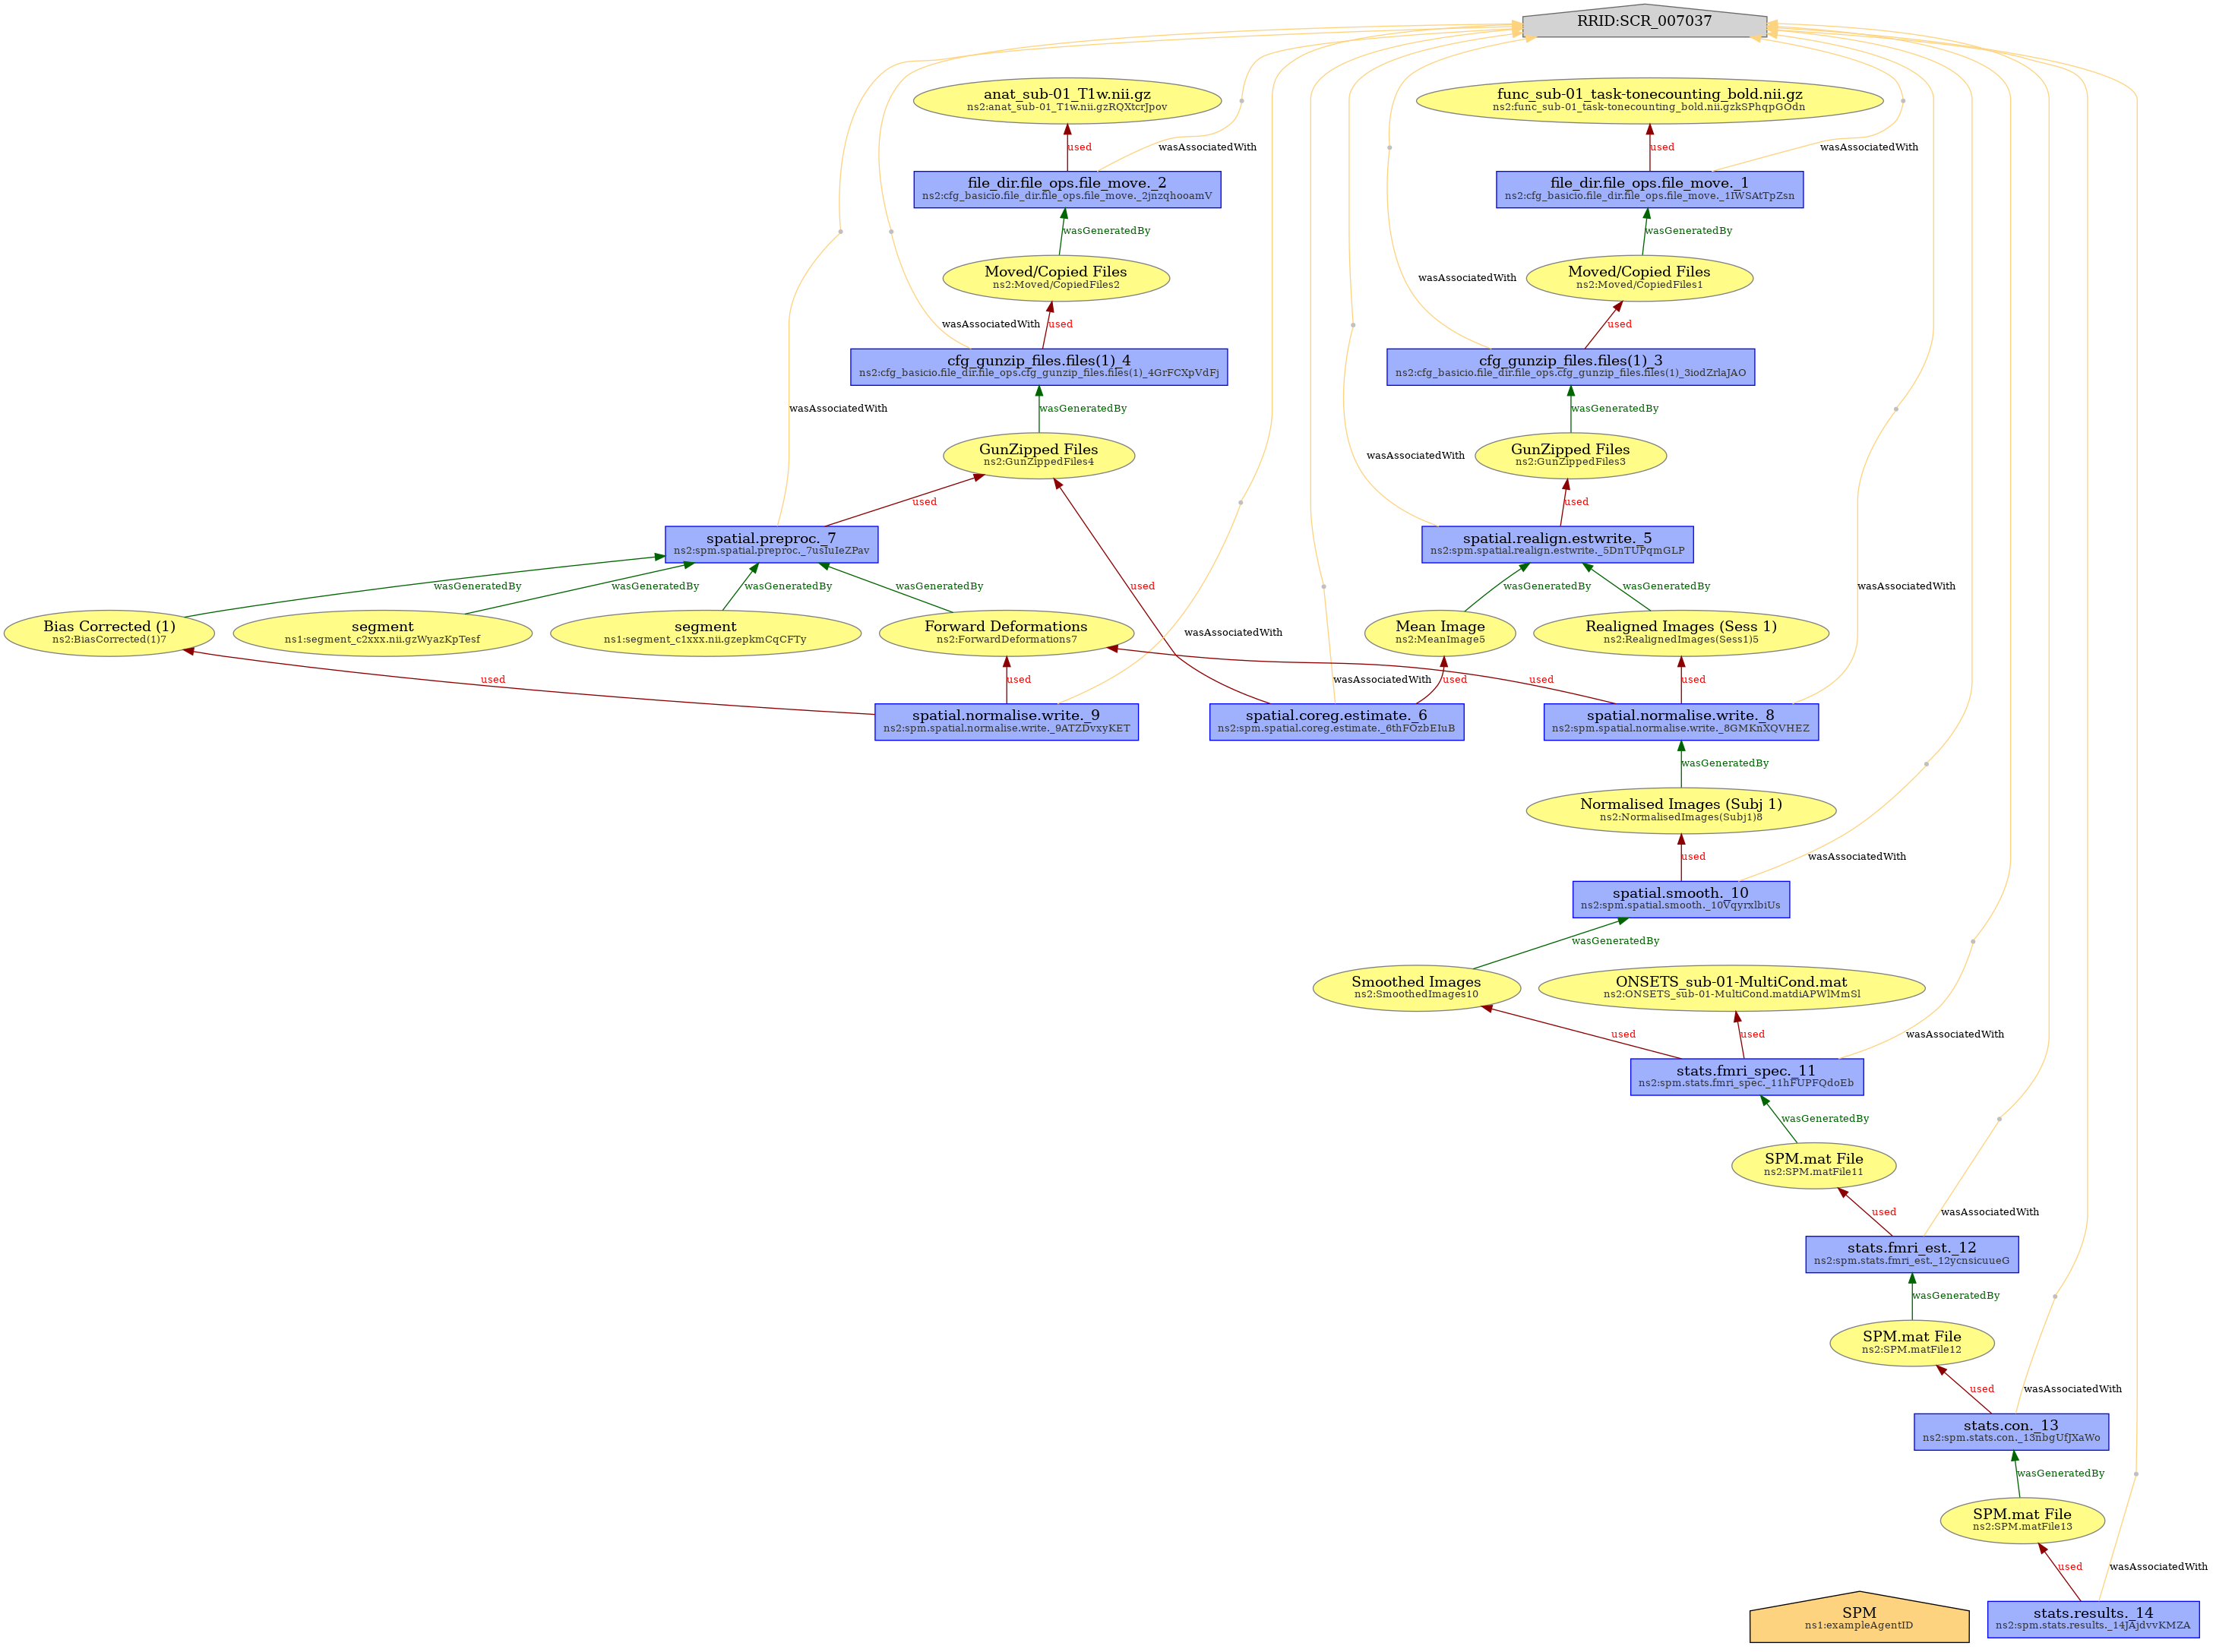 RRID:SCR_007037
anat_sub-01_T1w.nii.gz
ns2:anat_sub-01_T1w.nii.gzRQXtcrJpov
func_sub-01_task-tonecounting_bold.nii.gz
ns2:func_sub-01_task-tonecounting_bold.nii.gzkSPhqpGOdn
used
wasAssociatedWith
used
wasAssociatedWith
file_dir.file_ops.file_move._2
ns2:cfg_basicio.file_dir.file_ops.file_move._2jnzqhooamV
file_dir.file_ops.file_move._1
ns2:cfg_basicio.file_dir.file_ops.file_move._1IWSAtTpZsn
wasGeneratedBy
wasGeneratedBy
Moved/Copied Files
ns2:Moved/CopiedFiles2
wasAssociatedWith
Moved/Copied Files
ns2:Moved/CopiedFiles1
wasAssociatedWith
used
used
cfg_gunzip_files.files(1)_4
ns2:cfg_basicio.file_dir.file_ops.cfg_gunzip_files.files(1)_4GrFCXpVdFj
cfg_gunzip_files.files(1)_3
ns2:cfg_basicio.file_dir.file_ops.cfg_gunzip_files.files(1)_3iodZrlaJAO
wasAssociatedWith
wasGeneratedBy
wasGeneratedBy
GunZipped Files
ns2:GunZippedFiles4
wasAssociatedWith
GunZipped Files
ns2:GunZippedFiles3
used
used
spatial.preproc._7
ns2:spm.spatial.preproc._7usIuIeZPav
spatial.realign.estwrite._5
ns2:spm.spatial.realign.estwrite._5DnTUPqmGLP
wasGeneratedBy
wasGeneratedBy
wasGeneratedBy
wasGeneratedBy
used
wasGeneratedBy
wasGeneratedBy
wasAssociatedWith
Bias Corrected (1)
ns2:BiasCorrected(1)7
segment
ns1:segment_c2xxx.nii.gzWyazKpTesf
segment
ns1:segment_c1xxx.nii.gzepkmCqCFTy
Forward Deformations
ns2:ForwardDeformations7
wasAssociatedWith
Mean Image
ns2:MeanImage5
Realigned Images (Sess 1)
ns2:RealignedImages(Sess1)5
used
used
wasAssociatedWith
used
used
used
spatial.normalise.write._9
ns2:spm.spatial.normalise.write._9ATZDvxyKET
spatial.coreg.estimate._6
ns2:spm.spatial.coreg.estimate._6thFOzbEIuB
spatial.normalise.write._8
ns2:spm.spatial.normalise.write._8GMKnXQVHEZ
wasGeneratedBy
Normalised Images (Subj 1)
ns2:NormalisedImages(Subj1)8
used
wasAssociatedWith
spatial.smooth._10
ns2:spm.spatial.smooth._10VqyrxlbiUs
wasGeneratedBy
Smoothed Images
ns2:SmoothedImages10
ONSETS_sub-01-MultiCond.mat
ns2:ONSETS_sub-01-MultiCond.matdiAPWlMmSl
used
used
wasAssociatedWith
stats.fmri_spec._11
ns2:spm.stats.fmri_spec._11hFUPFQdoEb
wasGeneratedBy
SPM.mat File
ns2:SPM.matFile11
used
wasAssociatedWith
stats.fmri_est._12
ns2:spm.stats.fmri_est._12ycnsicuueG
wasGeneratedBy
SPM.mat File
ns2:SPM.matFile12
used
wasAssociatedWith
stats.con._13
ns2:spm.stats.con._13nbgUfJXaWo
wasGeneratedBy
SPM.mat File
ns2:SPM.matFile13
used
wasAssociatedWith
SPM
ns1:exampleAgentID
stats.results._14
ns2:spm.stats.results._14JAjdvvKMZA